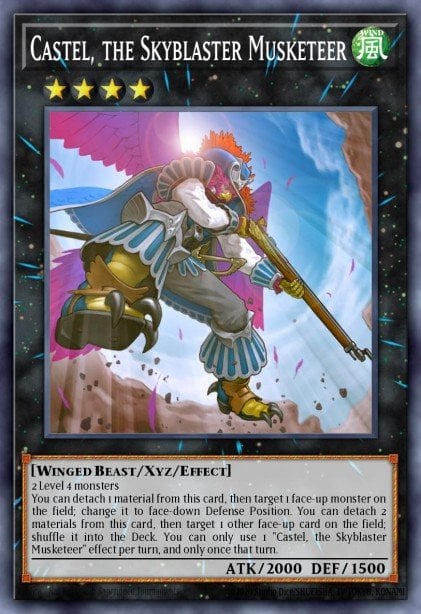 CASTEL, THE SKYBLASTER MUSKETEER
WIND
風
[WINGED BEAST/XYZ/EFFECT]
2 Level 4 monsters
You can detach 1 material from this card, then target 1 face-up monster on
the field; change it to face-down Defense Position. You can detach 2
materials from this card, then target 1 other face-up card on the field;
shuffle it into the Deck. You can only use 1 "Castel, the Skyblaster
Musketeer" effect per turn, and only once that turn.
ATK/2000 DEF/1500